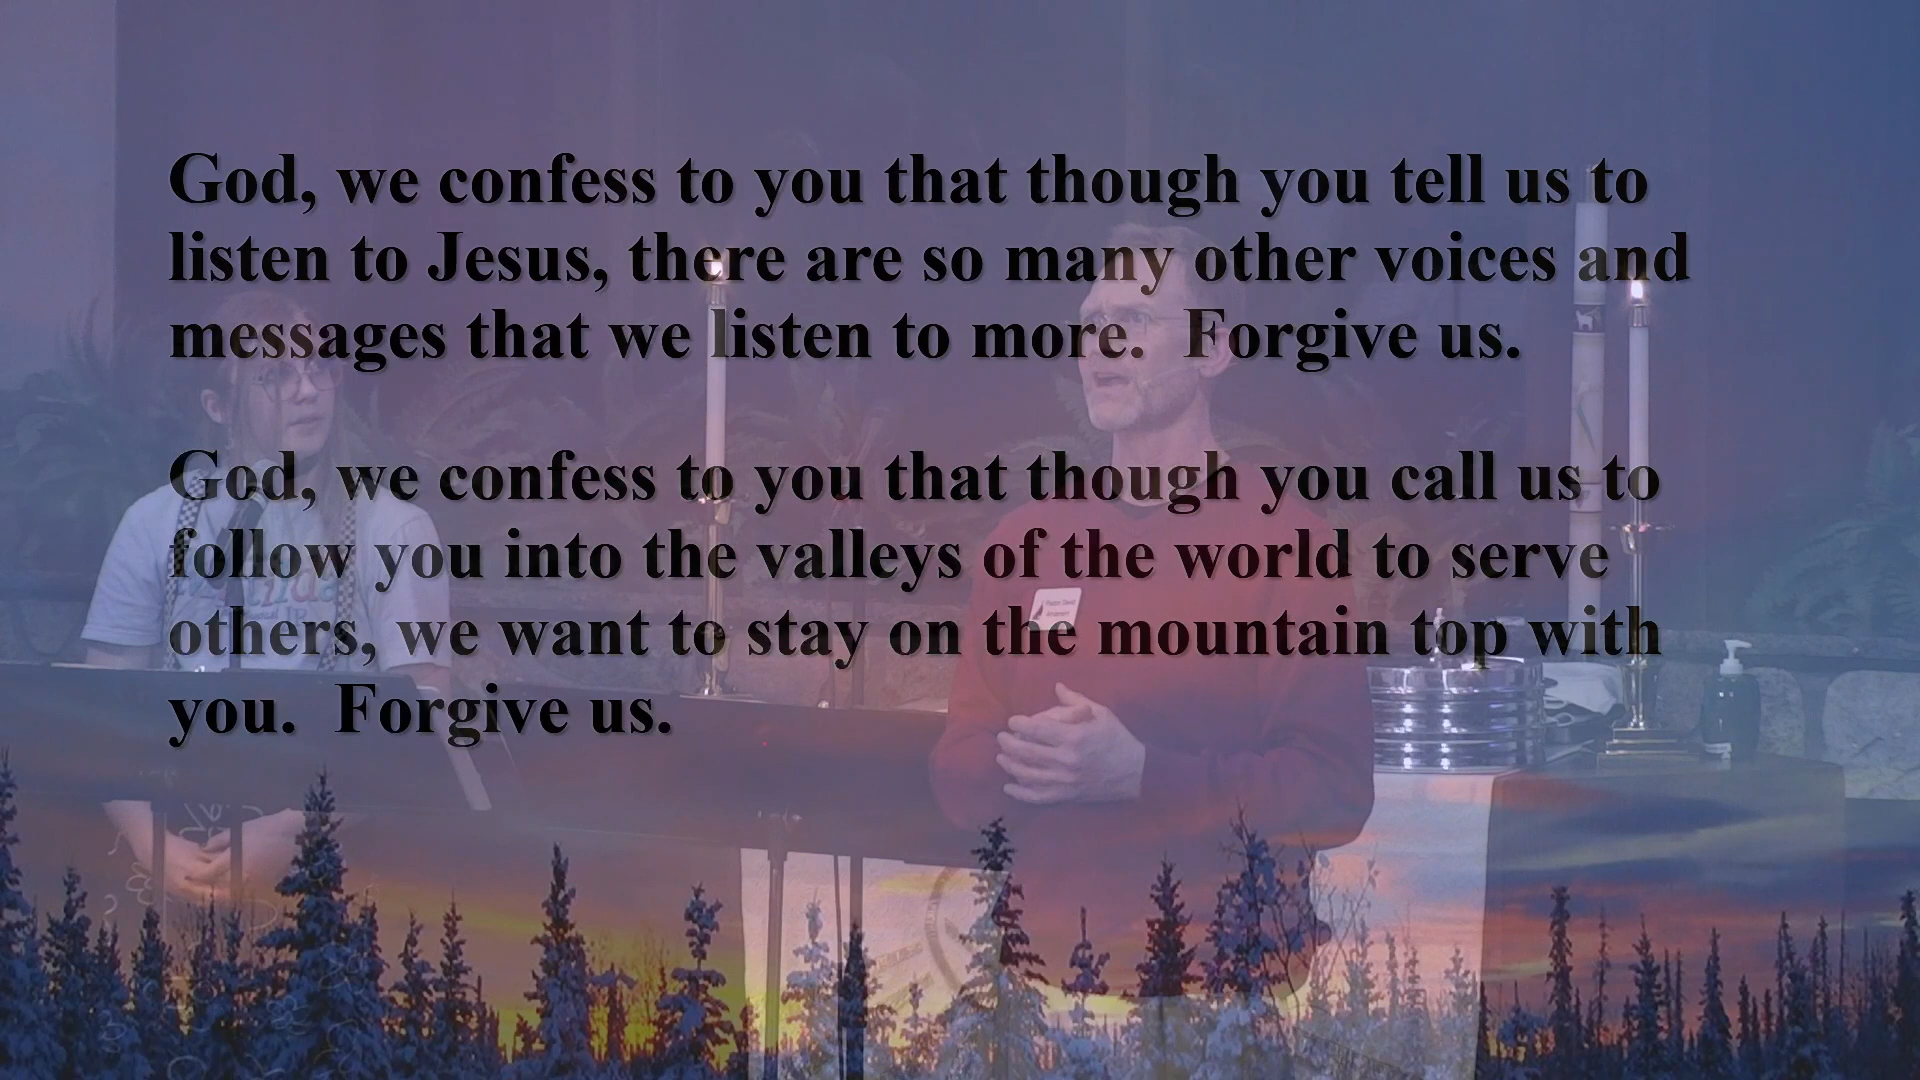 God, we confess to you that though you tell us to
listen to Jesus, there are so many other voices and
messages that we listen to more.  Forgive us.
God, we confess to you that though you call us to
follow you into the valleys of the world to serve
others, we want to stay on the mountain top with
you.  Forgive us.
Pastor David